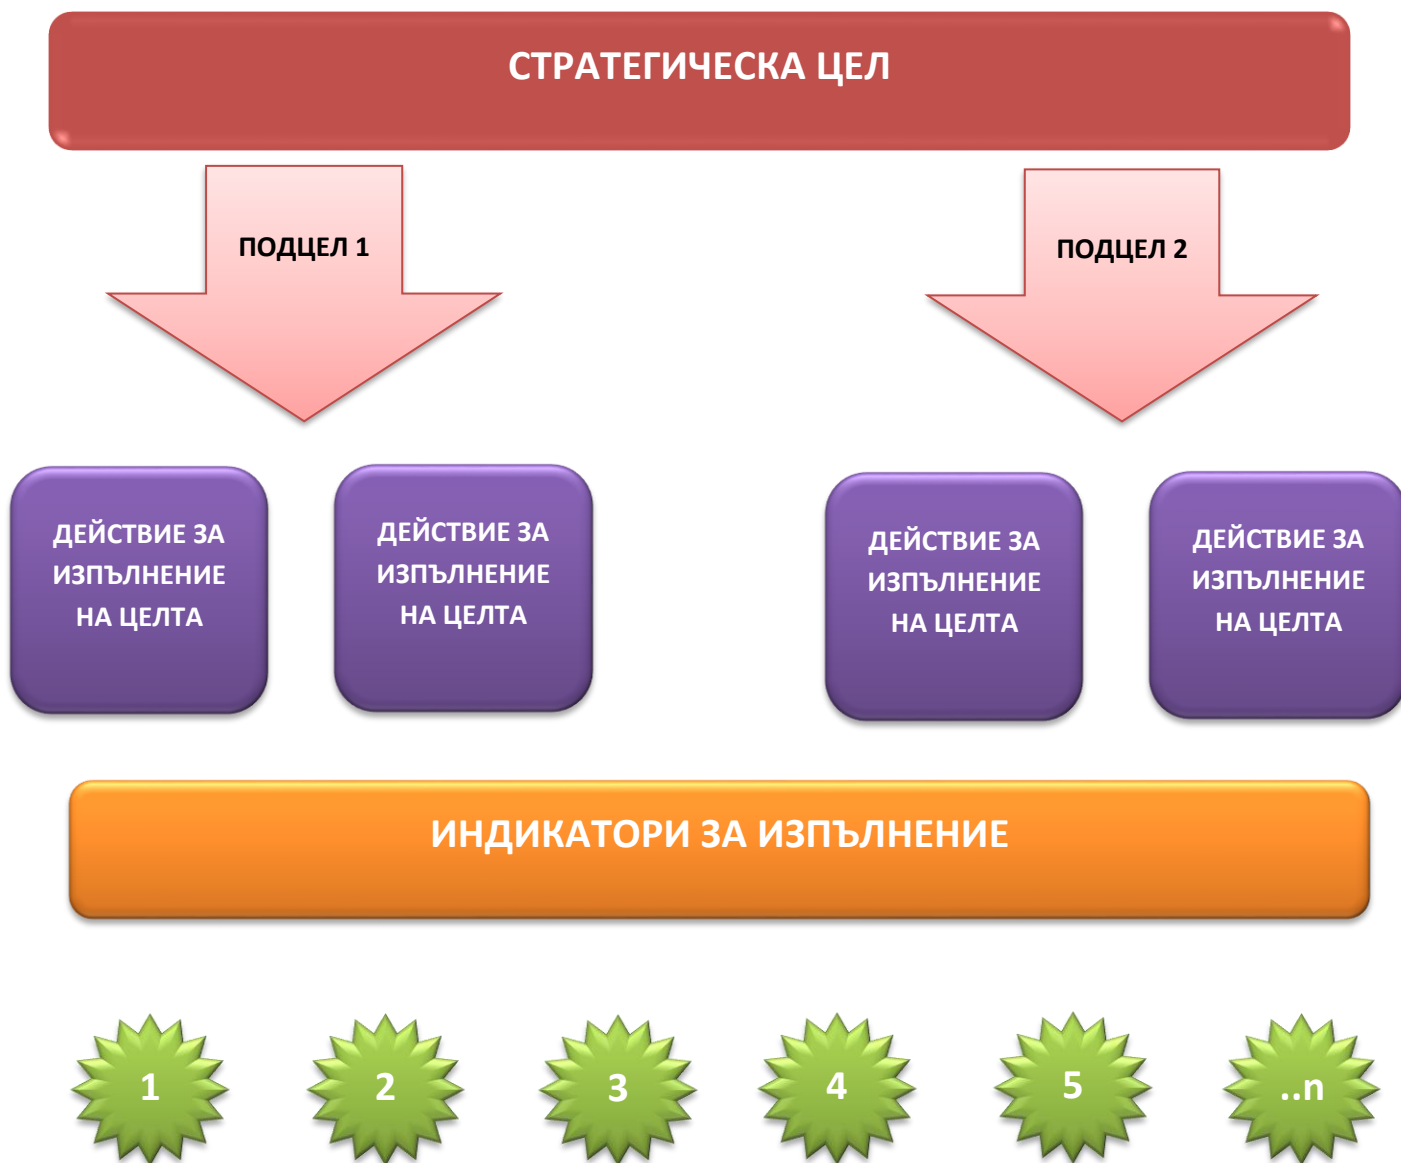 СТРАТЕГИЧЕСКА ЦЕЛ
ПОДЦЕЛ 1
ПОДЦЕЛ 2
ДЕЙСТВИЕ ЗА
ИЗПЪЛНЕНИЕ
НА ЦЕЛТА
ДЕЙСТВИЕ ЗА
ИЗПЪЛНЕНИЕ
НА ЦЕЛТА
ДЕЙСТВИЕ ЗА
ИЗПЪЛНЕНИЕ
НА ЦЕЛТА
ДЕЙСТВИЕ ЗА
ИЗПЪЛНЕНИЕ
НА ЦЕЛТА
ИНДИКАТОРИ ЗА ИЗПЪЛНЕНИЕ
1
2
3
4
5
..n